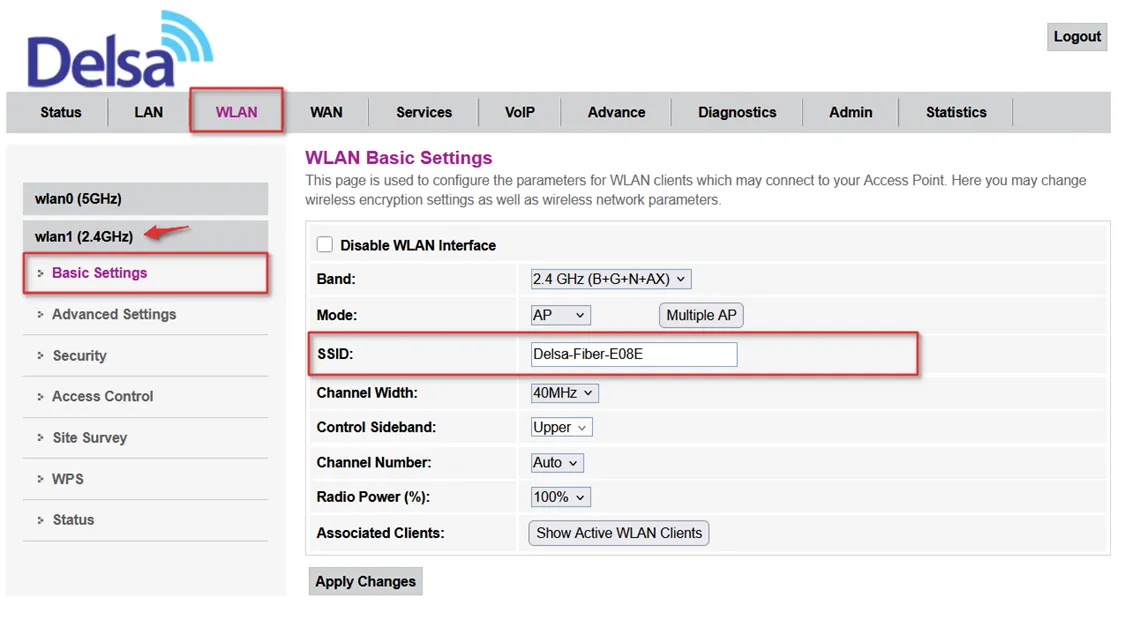 Delsa
Logout
Status LAN WLAN WAN Services VoIP Advance Diagnostics Admin Statistics
wlan0 (5GHz)
wlan1 (2.4GHz)
Basic Settings
Advanced Settings
Security
Access Control
Site Survey
WPS
Status
WLAN Basic Settings
This page is used to configure the parameters for WLAN clients which may connect to your Access Point. Here you may change
wireless encryption settings as well as wireless network parameters.
Disable WLAN Interface
Band: 2.4 GHz (B+G+N+AX)
Mode: AP Multiple AP
SSID: Delsa-Fiber-E08E
Channel Width: 40MHz
Control Sideband: Upper
Channel Number: Auto
Radio Power (%): 100%
Associated Clients: Show Active WLAN Clients
Apply Changes